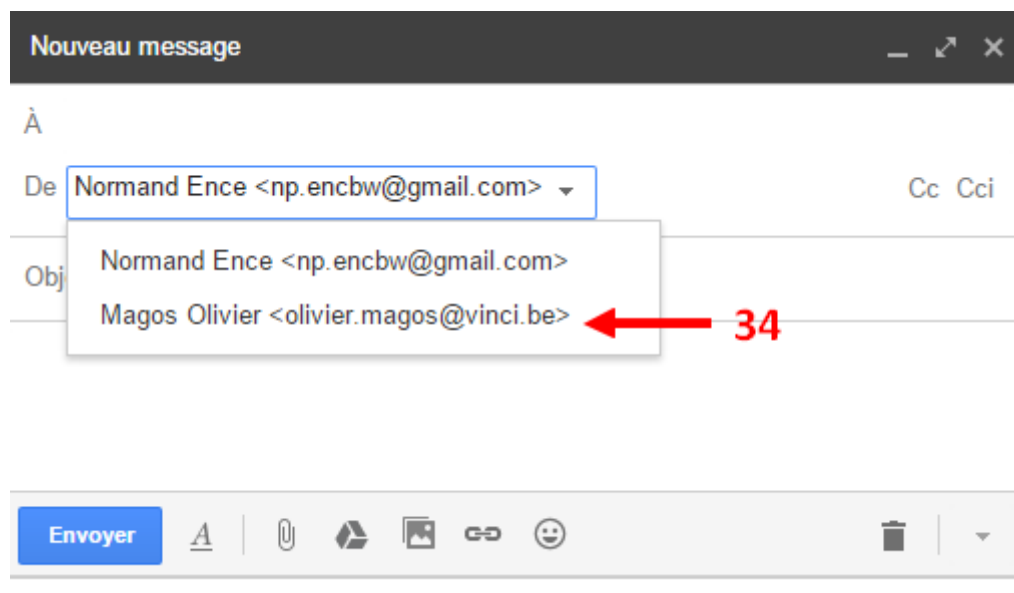 Nouveau message
À
De Normand Ence <np.encbw@gmail.com> Cc Cci
Normand Ence <np.encbw@gmail.com>
Obj
Magos Olivier <olivier.magos@vinci.be> 34
Envoyer A